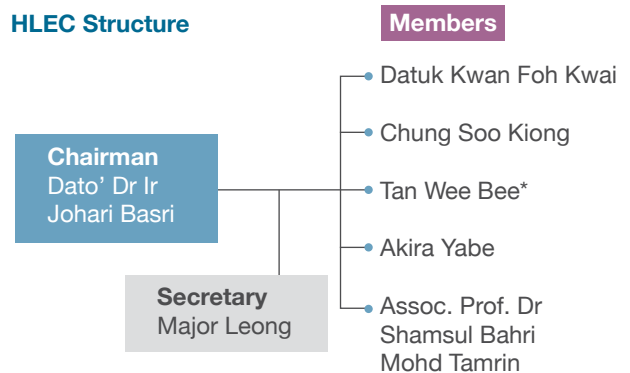 HLEC Structure
Members
Datuk Kwan Foh Kwai
Chung Soo Kiong
Chairman
Dato’ Dr Ir
Johari Basri
Tan Wee Bee*
Akira Yabe
Secretary
Major Leong
Assoc. Prof. Dr
Shamsul Bahri
Mohd Tamrin